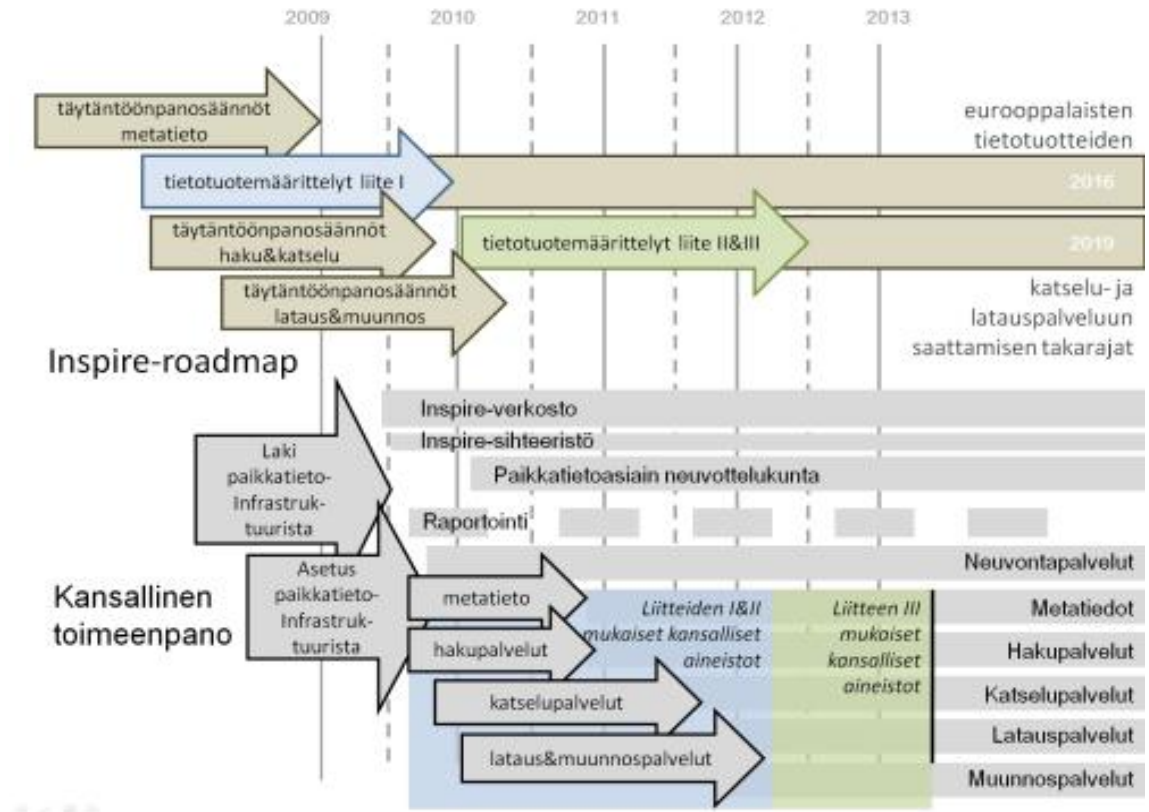 2009 2010 2011 2012 2013
täytäntöönpanosäännöt
metatieto
eurooppalaisten
tietotuotteiden
tietotuotemäärittelyt liite I
2016
täytäntöönpanosäännöt
haku&katselu
tietotuotemäärittelyt liite II&III
2019
täytäntöönpanosäännöt
lataus&muunnos
katselu- ja
latauspalveluun
saattamisen takarajat
Inspire-roadmap
Inspire-verkosto
Inspire-sihteeristö
Laki
paikkatieto-
Infrastruk-
tuurista
Paikkatietoasiain neuvottelukunta
Raportointi
Neuvontapalvelut
Kansallinen
toimeenpano
Asetus
paikkatieto-
Infrastruk-
tuurista
metatieto
hakupalvelut
katselupalvelut
lataus&muunnospalvelut
Liitteiden I&II
mukaiset kansalliset
aineistot
Liitteen III
mukaiset
kansalliset
aineistot
Metatiedot
Hakupalvelut
Katselupalvelut
Latauspalvelut
Muunnospalvelut